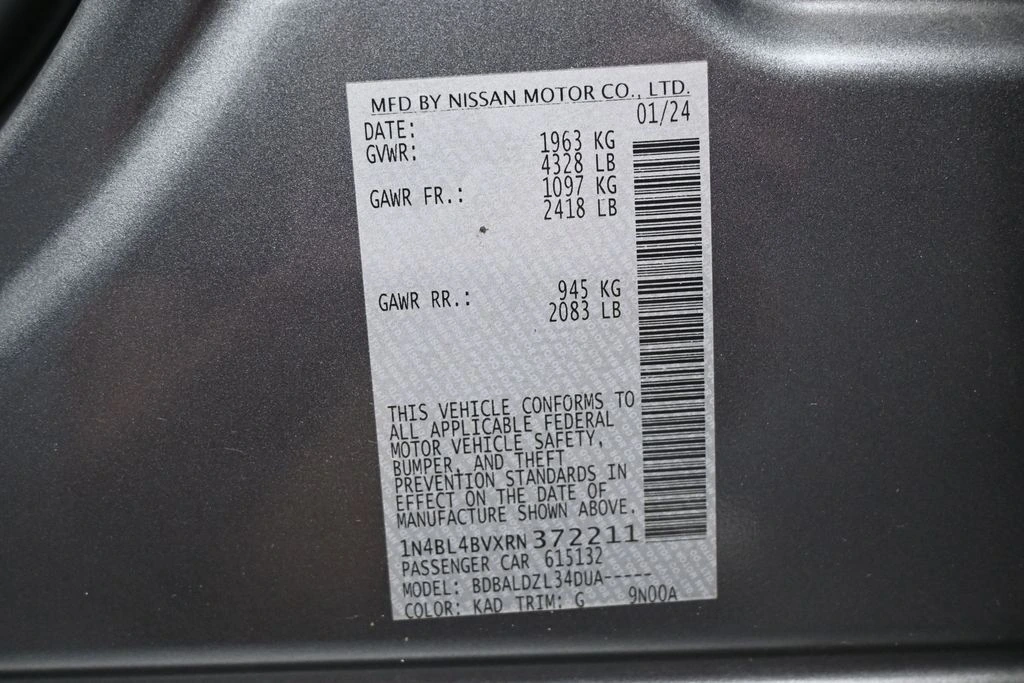 MFD BY NISSAN MOTOR CO., LTD.
DATE: 01/24
GVWR: 1963 KG
4328 LB
GAWR FR.: 1097 KG
2418 LB
GAWR RR.: 945 KG
2083 LB
THIS VEHICLE CONFORMS TO
ALL APPLICABLE FEDERAL
MOTOR VEHICLE SAFETY,
BUMPER, AND THEFT
PREVENTION STANDARDS IN
EFFECT ON THE DATE OF
MANUFACTURE SHOWN ABOVE.
1N4BL4BVXRN372211
PASSENGER CAR 615132
MODEL: BDBALDZL34DUA-----
COLOR: KAD TRIM: G 9N00A